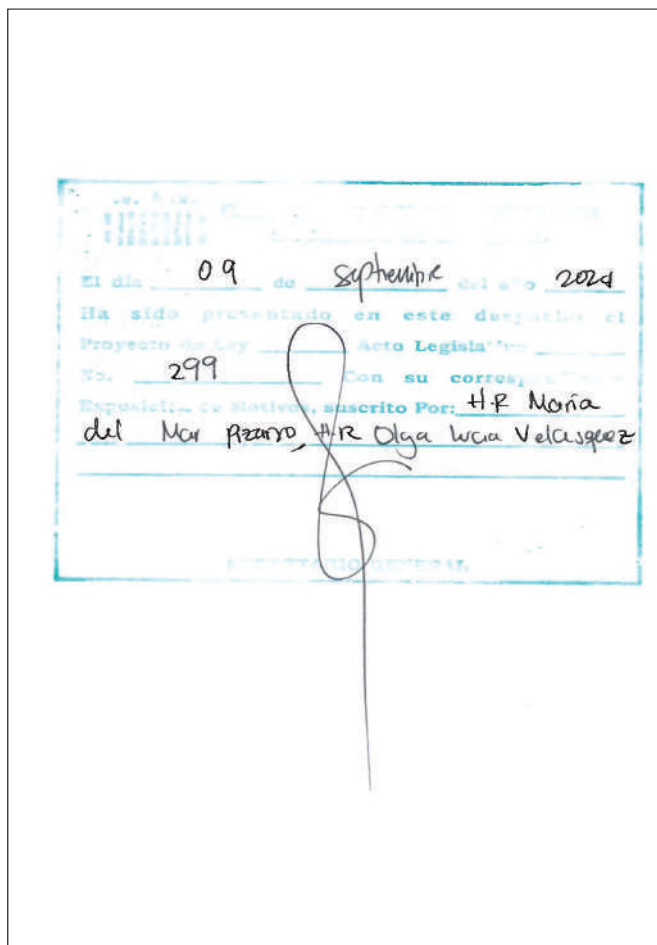 El día 09 de septiembre del año 2024
Ha sido presentado en este despacho el
Proyecto de Ley Acto Legislativo
No. 299 Con su correspondiente
Exposición de Motivos, suscrito Por: H.R María
del Mar Pizarro, H.R Olga Lucia Velasquez
SECRETARIO GENERAL